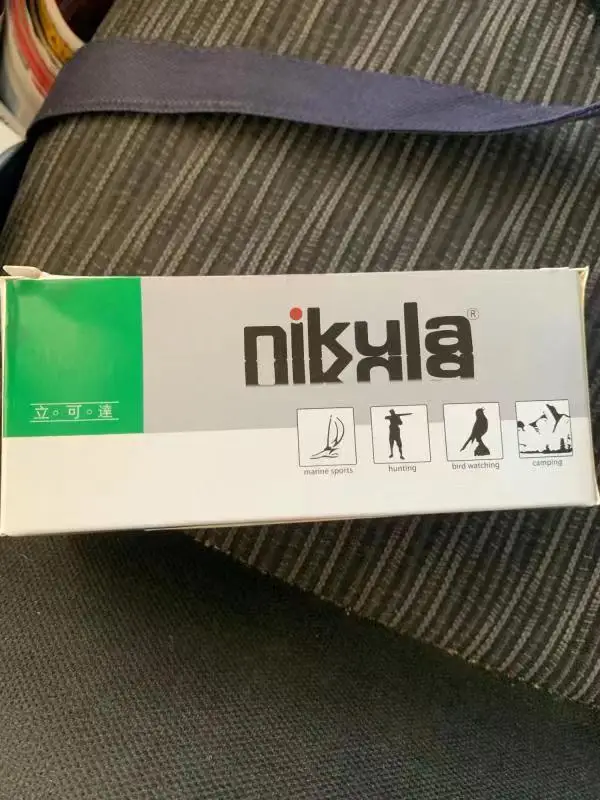 nikula®
立。可。達
marine sports
hunting
bird watching
camping